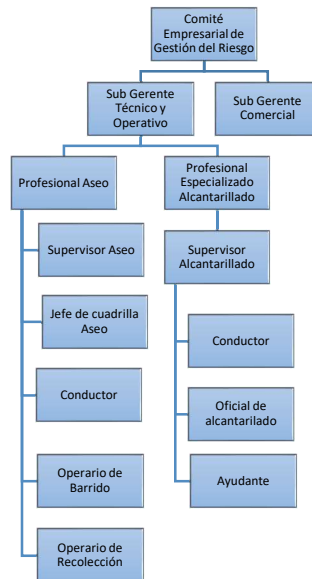 Comité
Empresarial de
Gestión del Riesgo
Sub Gerente
Técnico y
Operativo
Sub Gerente
Comercial
Profesional Aseo
Profesional
Especializado
Alcantarillado
Supervisor Aseo
Supervisor
Alcantarillado
Jefe de cuadrilla
Aseo
Conductor
Conductor
Oficial de
alcantarilado
Operario de
Barrido
Ayudante
Operario de
Recolección